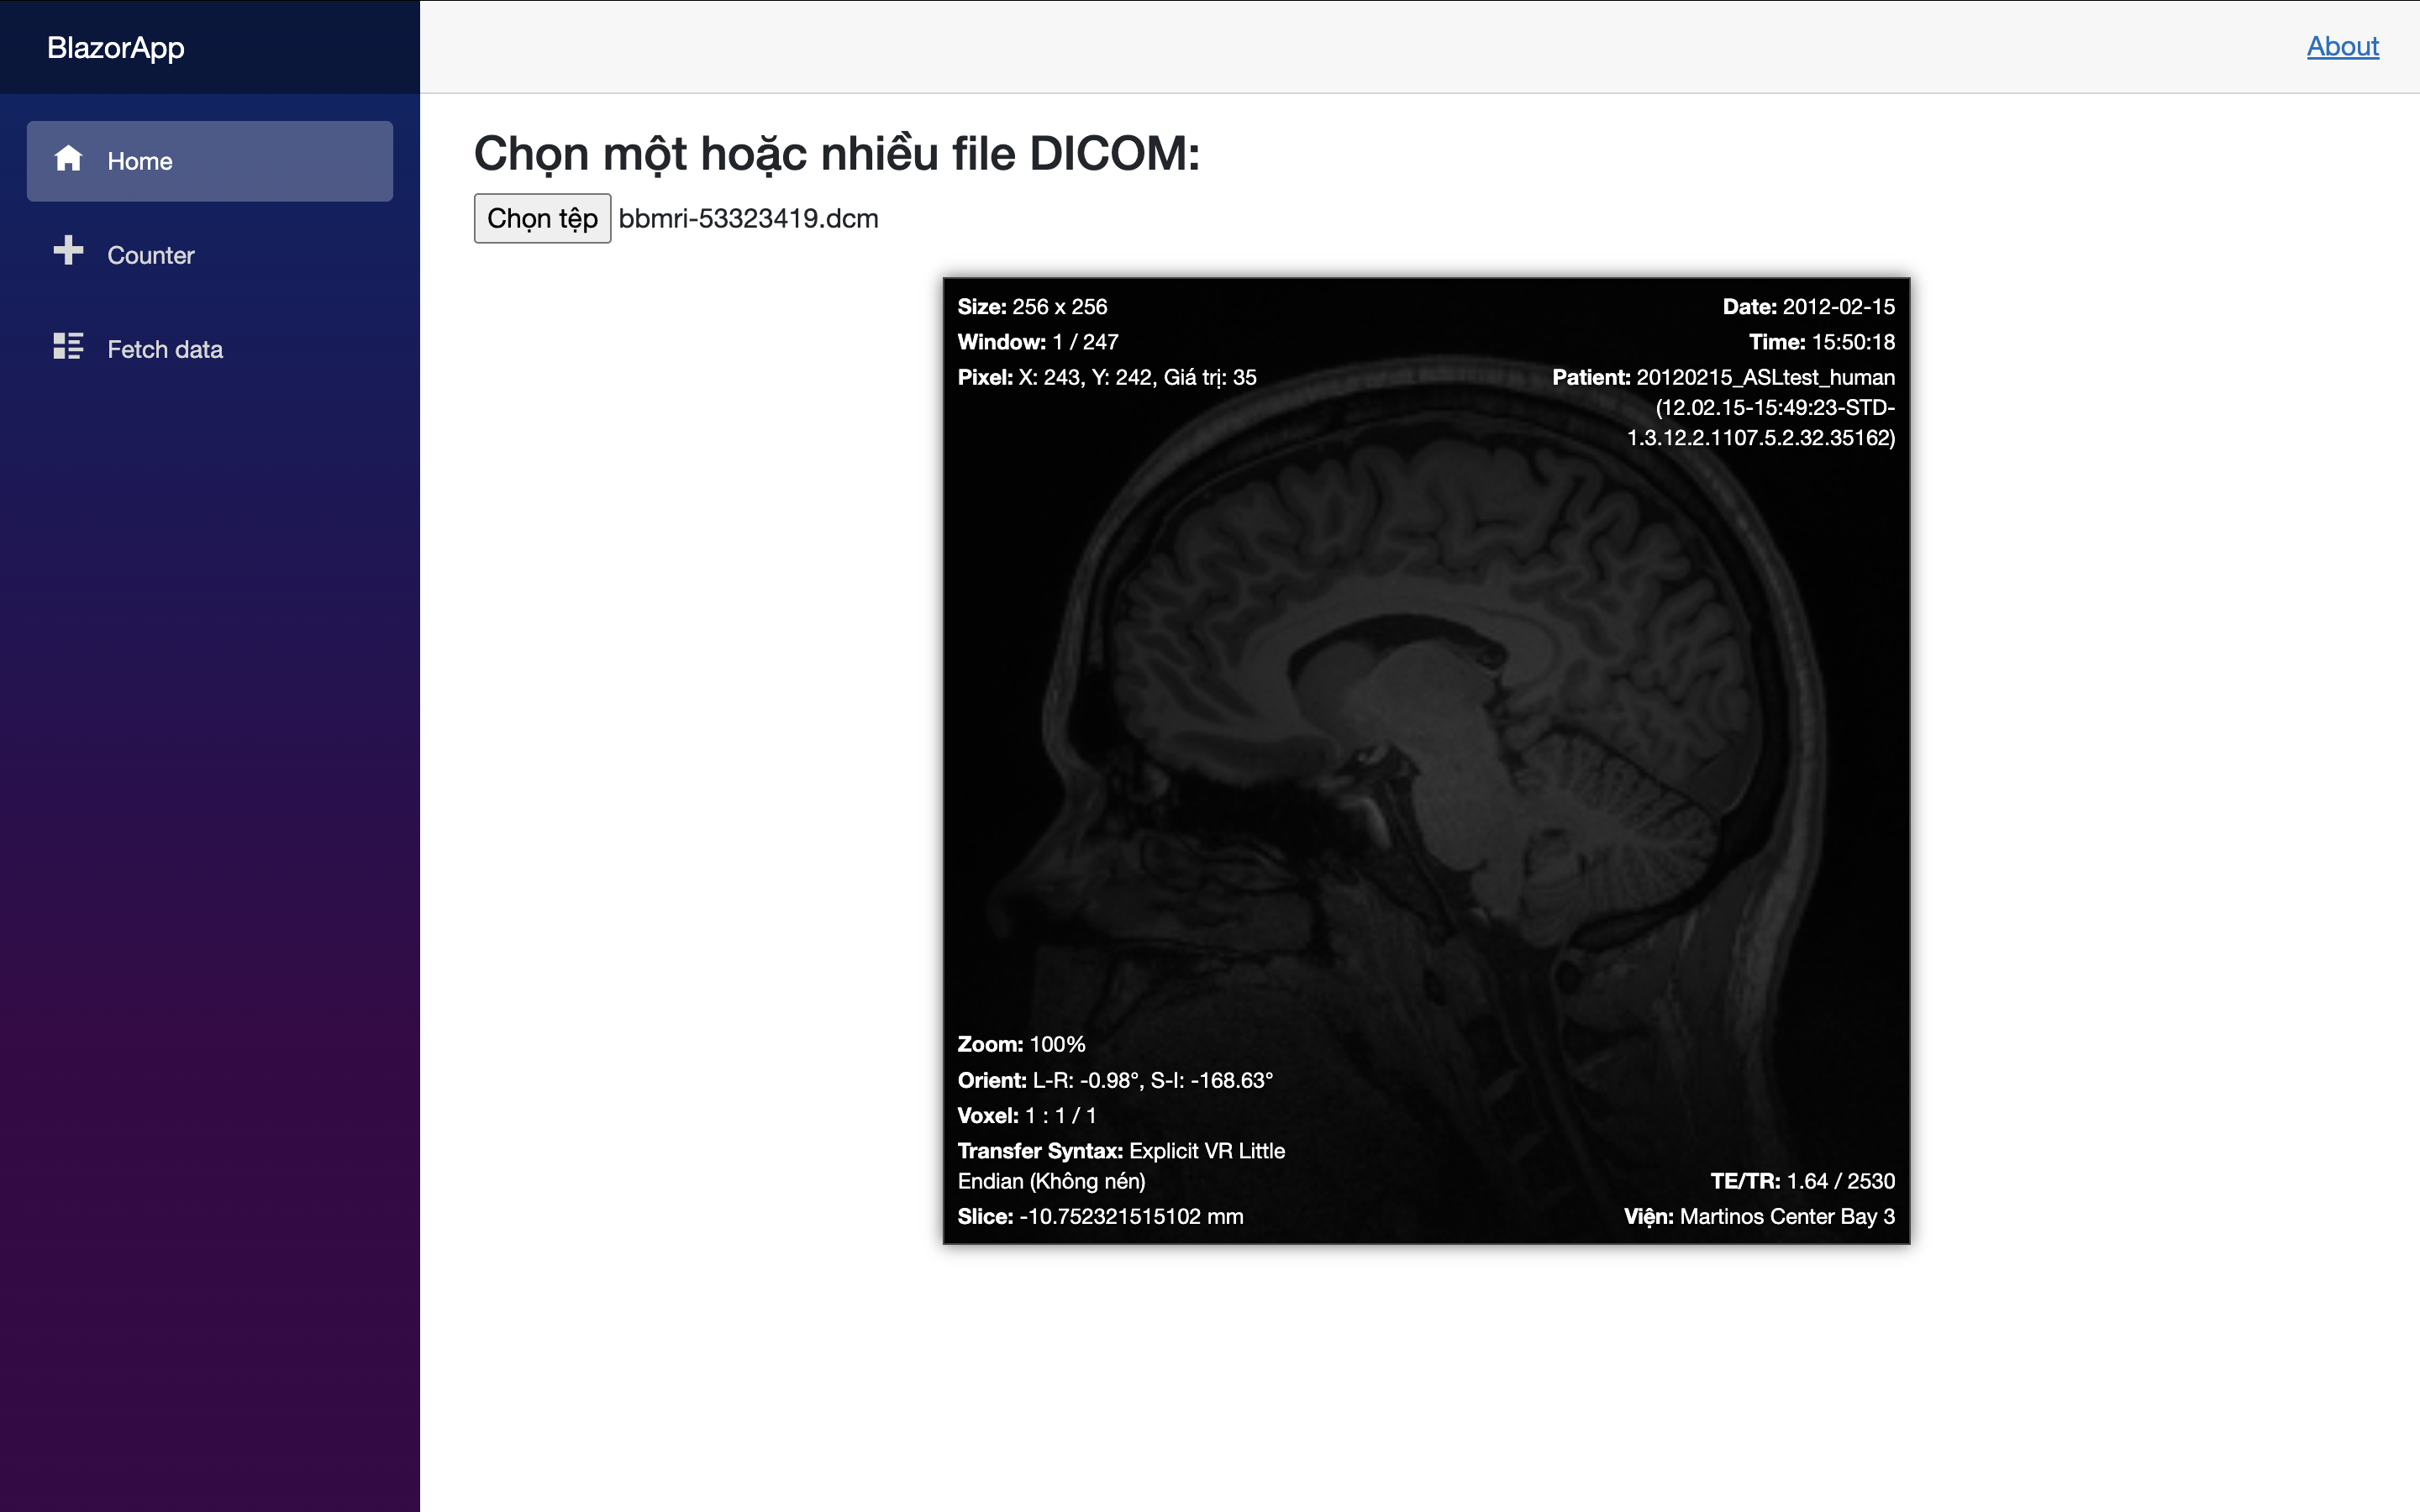 BlazorApp
About
Home
Counter
Fetch data
Chọn một hoặc nhiều file DICOM:
Chọn tệp bbmri-53323419.dcm
Size: 256 x 256
Window: 1 / 247
Pixel: X: 243, Y: 242, Giá trị: 35
Date: 2012-02-15
Time: 15:50:18
Patient: 20120215_ASLtest_human
(12.02.15-15:49:23-STD-
1.3.12.2.1107.5.2.32.35162)
Zoom: 100%
Orient: L-R: -0.98°, S-I: -168.63°
Voxel: 1 : 1 / 1
Transfer Syntax: Explicit VR Little
Endian (Không nén)
Slice: -10.752321515102 mm
TE/TR: 1.64 / 2530
Viện: Martinos Center Bay 3